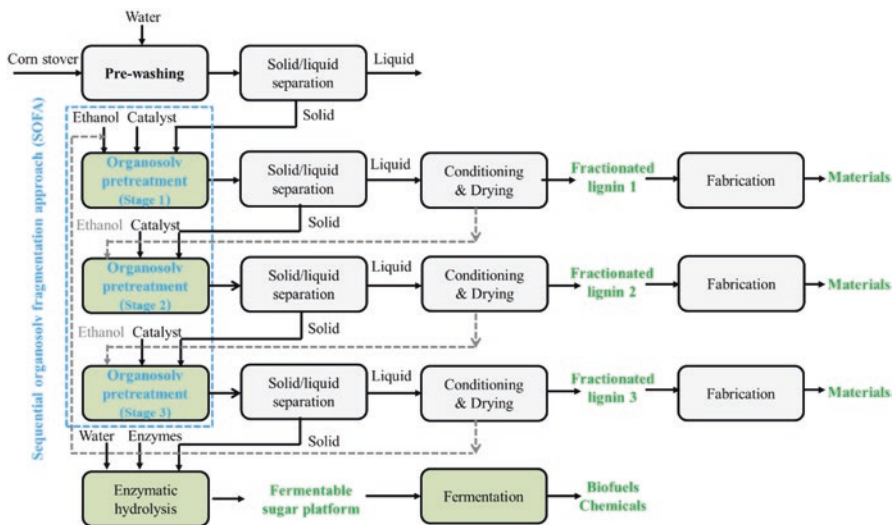 Water
Corn stover
Pre-washing
Solid/liquid
separation
Liquid
Solid
Sequential organosolv fragmentation approach (SOFA)
Ethanol
Catalyst
Organosolv
pretreatment
(Stage 1)
Solid/liquid
separation
Liquid
Conditioning
& Drying
Fractionated
lignin 1
Fabrication
Materials
Solid
Ethanol
Catalyst
Organosolv
pretreatment
(Stage 2)
Solid/liquid
separation
Liquid
Conditioning
& Drying
Fractionated
lignin 2
Fabrication
Materials
Solid
Ethanol
Catalyst
Organosolv
pretreatment
(Stage 3)
Solid/liquid
separation
Liquid
Conditioning
& Drying
Fractionated
lignin 3
Fabrication
Materials
Solid
Water
Enzymes
Enzymatic
hydrolysis
Fermentable
sugar platform
Fermentation
Biofuels
Chemicals